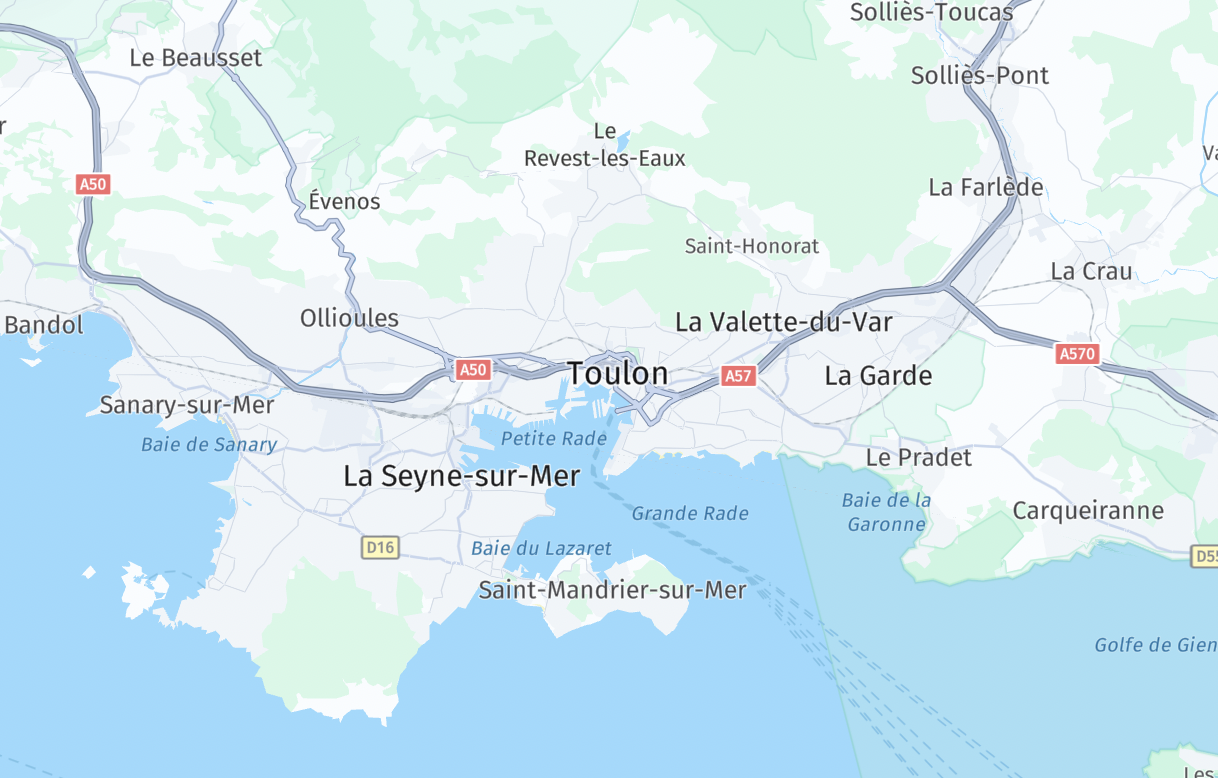 Solliès-Toucas
Le Beausset
Solliès-Pont
Le
Revest-les-Eaux
A50
La Farlède
Évenos
Saint-Honorat
La Crau
Ollioules
La Valette-du-Var
Bandol
A570
A50
Toulon
A57
La Garde
Sanary-sur-Mer
Baie de Sanary
Petite Rade
Le Pradet
La Seyne-sur-Mer
Baie de la
Garonne
Grande Rade
Carqueiranne
D16
Baie du Lazaret
D55
Saint-Mandrier-sur-Mer
Golfe de Gien
Les